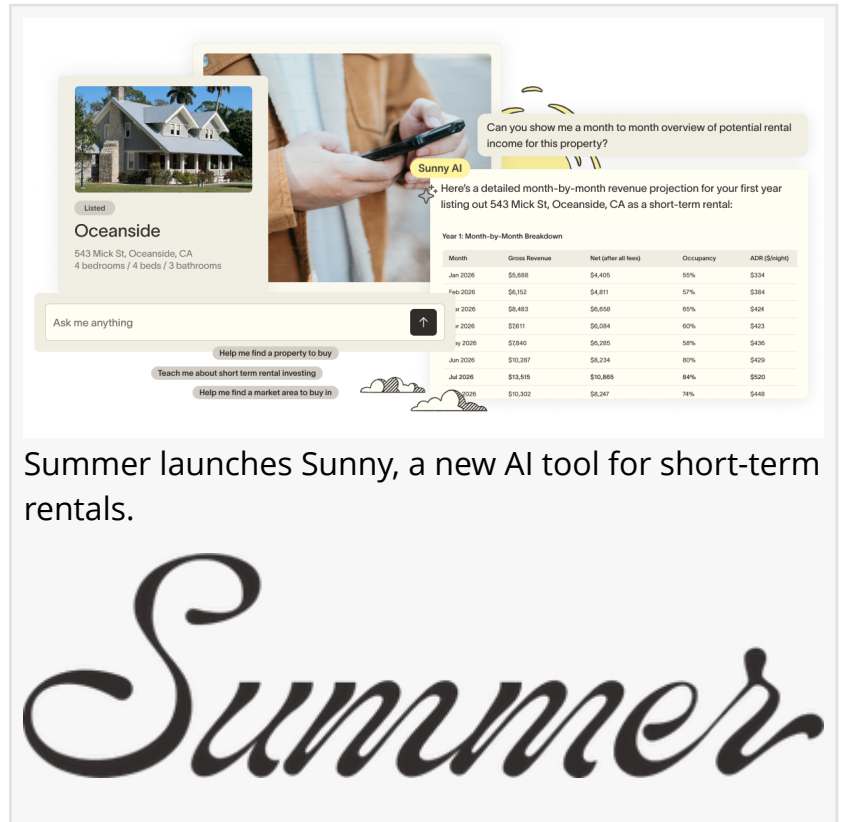 Listed
Oceanside
543 Mick St, Oceanside, CA
4 bedrooms / 4 beds / 3 bathrooms
Ask me anything
Help me find a property to buy
Teach me about short term rental investing
Help me find a market area to buy in
Can you show me a month to month overview of potential rental
income for this property?
Sunny AI
Here's a detailed month-by-month revenue projection for your first year
listing out 543 Mick St, Oceanside, CA as a short-term rental:
Year 1: Month-by-Month Breakdown
Month Gross Revenue Net (after all fees) Occupancy ADR ($/night)
Jan 2026 $5,688 $4,405 55% $334
2026 $6,152 $4,811 57% $384
2026 $8,483 $6,658 65% $424
2026 $7,611 $6,084 60% $423
2026 $7,840 $6,285 58% $436
Jun 2026 $10,287 $8,234 80% $429
Jul 2026 $13,515 $10,865 84% $520
2026 $10,302 $8,247 74% $448
Summer launches Sunny, a new AI tool for short-term
rentals.
Summer